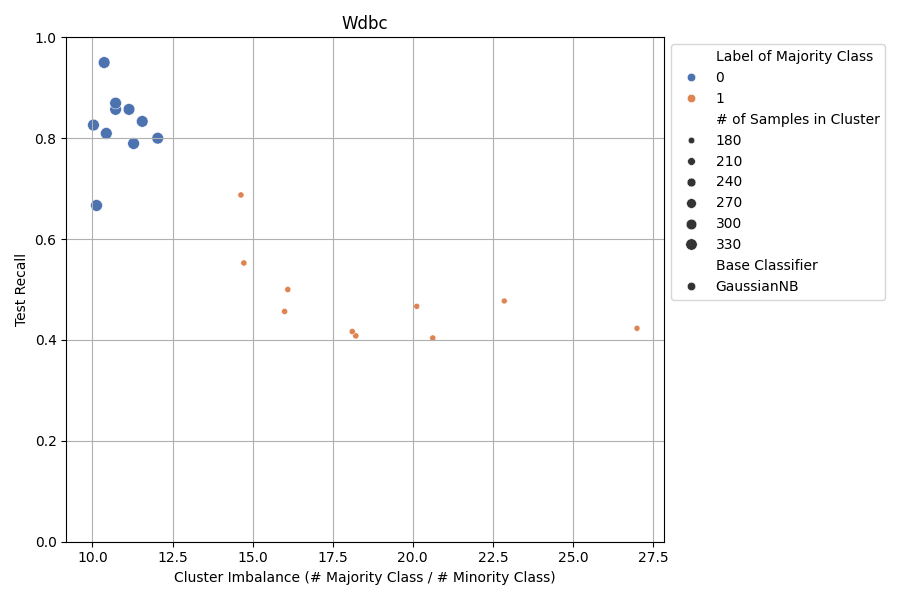 Wdbc
1.0
0.8
0.6
0.4
0.2
0.0
Test Recall
10.0 12.5 15.0 17.5 20.0 22.5 25.0 27.5
Cluster Imbalance (# Majority Class / # Minority Class)
Label of Majority Class
0
1
# of Samples in Cluster
180
210
240
270
300
330
Base Classifier
GaussianNB